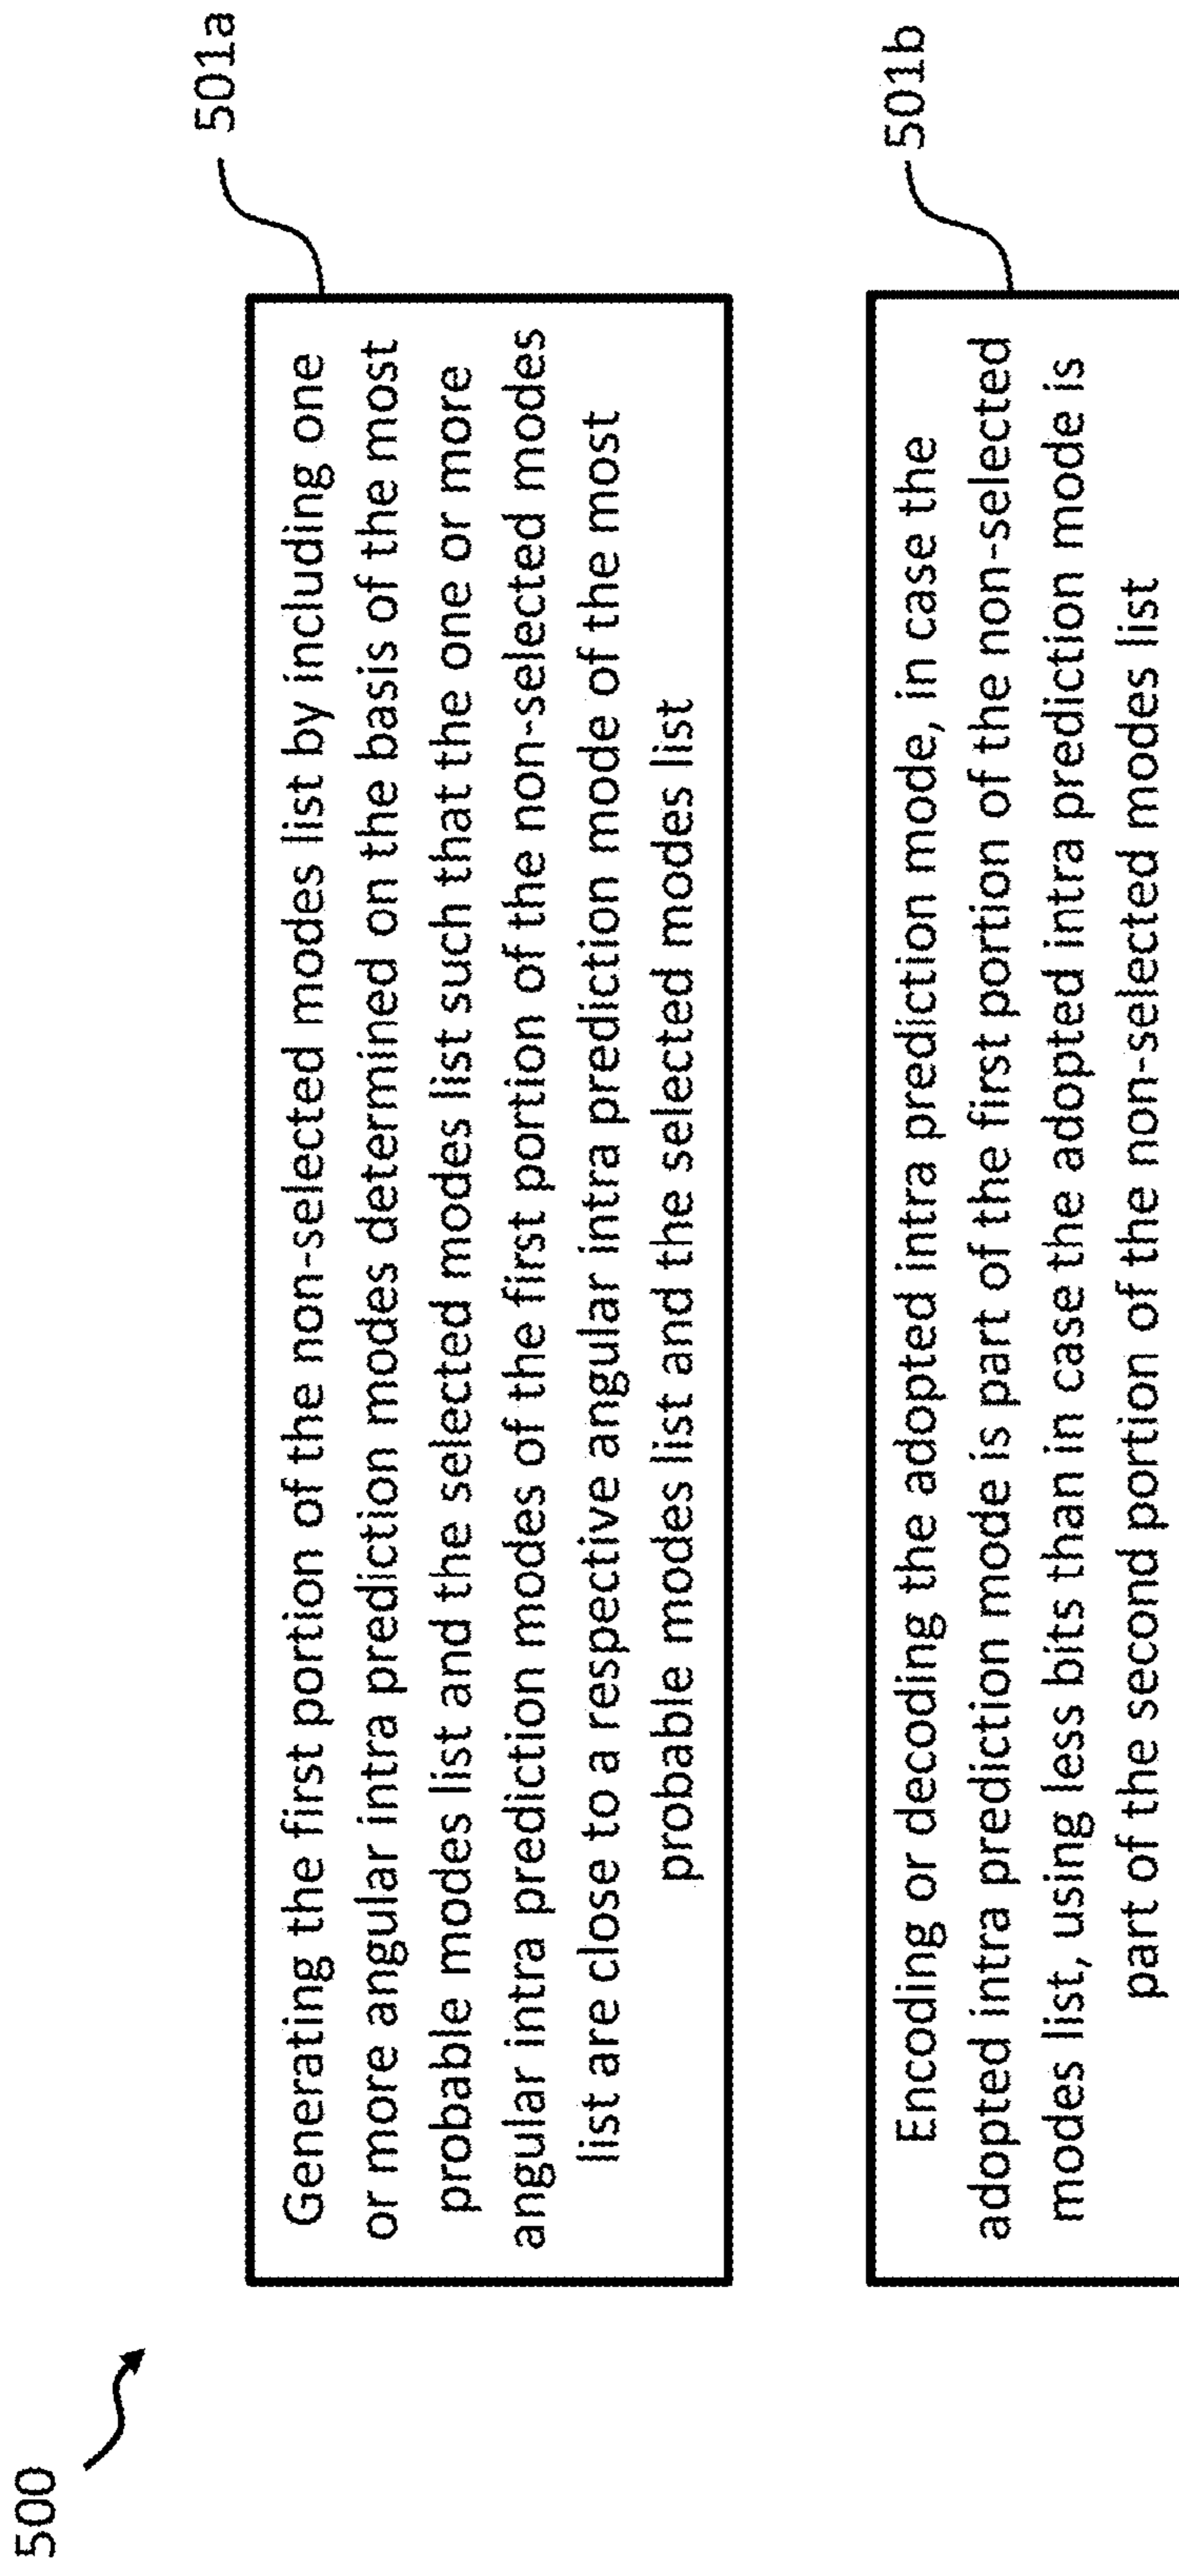 500
501a
Generating the first portion of the non-selected modes list by including one
or more angular intra prediction modes determined on the basis of the most
probable modes list and the selected modes list such that the one or more
angular intra prediction modes of the first portion of the non-selected modes
list are close to a respective angular intra prediction mode of the most
probable modes list and the selected modes list
501b
Encoding or decoding the adopted intra prediction mode, in case the
adopted intra prediction mode is part of the first portion of the non-selected
modes list, using less bits than in case the adopted intra prediction mode is
part of the second portion of the non-selected modes list